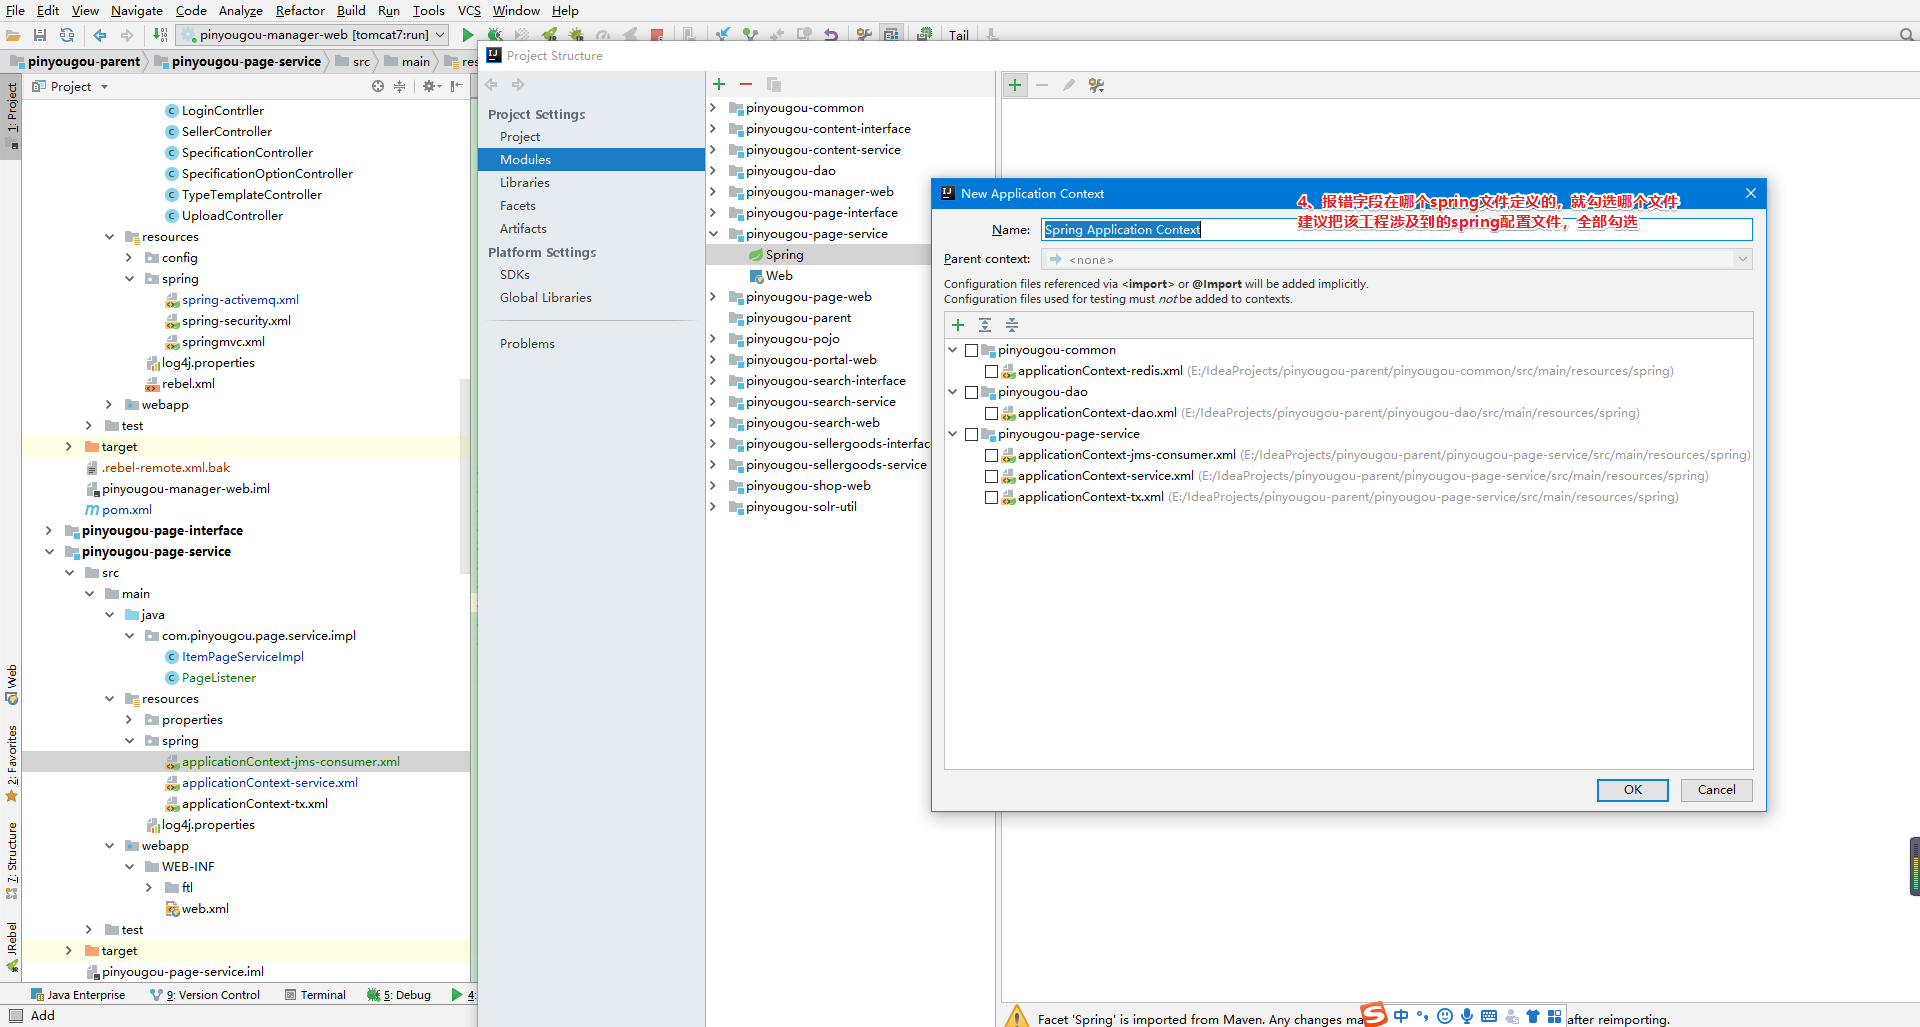 File Edit View Navigate Code Analyze Refactor Build Run Tools VCS Window Help
pinyougou-manager-web [tomcat7:run] Tail
pinyougou-parent pinyougou-page-service src main res
1: Project
Web
2: Favorites
7: Structure
JRebel
Project
LoginContrller
SellerController
SpecificationController
SpecificationOptionController
TypeTemplateController
UploadController
resources
config
spring
spring-activemq.xml
spring-security.xml
springmvc.xml
log4j.properties
rebel.xml
webapp
test
target
.rebel-remote.xml.bak
pinyougou-manager-web.iml
pom.xml
pinyougou-page-interface
pinyougou-page-service
src
main
java
com.pinyougou.page.service.impl
ItemPageServiceImpl
PageListener
resources
properties
spring
applicationContext-jms-consumer.xml
applicationContext-service.xml
applicationContext-tx.xml
log4j.properties
webapp
WEB-INF
ftl
web.xml
test
target
pinyougou-page-service.iml
Java Enterprise 9: Version Control Terminal 5: Debug 4:
Add
Project Structure
Project Settings
Project
Modules
Libraries
Facets
Artifacts
Platform Settings
SDKs
Global Libraries
Problems
pinyougou-common
pinyougou-content-interface
pinyougou-content-service
pinyougou-dao
pinyougou-manager-web
pinyougou-page-interface
pinyougou-page-service
Spring
Web
pinyougou-page-web
pinyougou-parent
pinyougou-pojo
pinyougou-portal-web
pinyougou-search-interface
pinyougou-search-service
pinyougou-search-web
pinyougou-sellergoods-interfac
pinyougou-sellergoods-service
pinyougou-shop-web
pinyougou-solr-util
New Application Context
4、报错字段在哪个spring文件定义的，就勾选哪个文件
建议把该工程涉及到的spring配置文件，全部勾选
Name: Spring Application Context
Parent context: <none>
Configuration files referenced via <import> or @Import will be added implicitly.
Configuration files used for testing must not be added to contexts.
pinyougou-common
applicationContext-redis.xml (E:/IdeaProjects/pinyougou-parent/pinyougou-common/src/main/resources/spring)
pinyougou-dao
applicationContext-dao.xml (E:/IdeaProjects/pinyougou-parent/pinyougou-dao/src/main/resources/spring)
pinyougou-page-service
applicationContext-jms-consumer.xml (E:/IdeaProjects/pinyougou-parent/pinyougou-page-service/src/main/resources/spring)
applicationContext-service.xml (E:/IdeaProjects/pinyougou-parent/pinyougou-page-service/src/main/resources/spring)
applicationContext-tx.xml (E:/IdeaProjects/pinyougou-parent/pinyougou-page-service/src/main/resources/spring)
OK Cancel
Facet 'Spring' is imported from Maven. Any changes ma S 中 after reimporting.